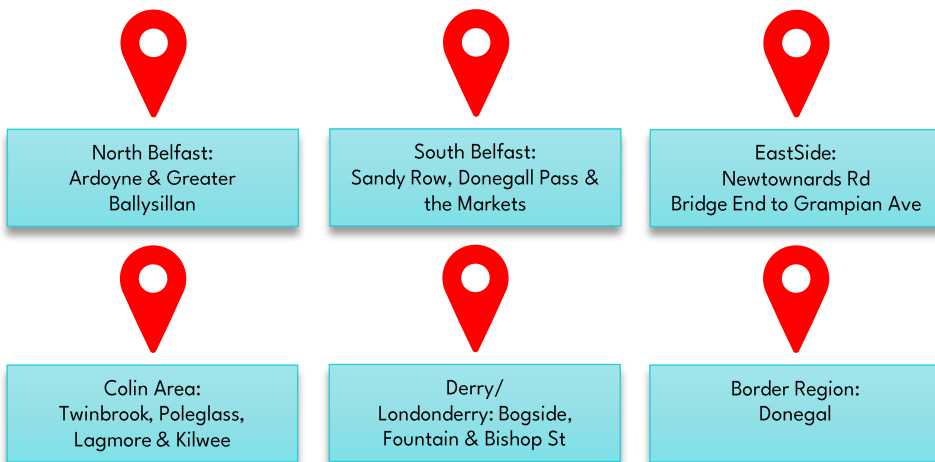 North Belfast:
Ardoyne & Greater
Ballysillan
South Belfast:
Sandy Row, Donegall Pass &
the Markets
EastSide:
Newtownards Rd
Bridge End to Grampian Ave
Colin Area:
Twinbrook, Poleglass,
Lagmore & Kilwee
Derry/
Londonderry: Bogside,
Fountain & Bishop St
Border Region:
Donegal